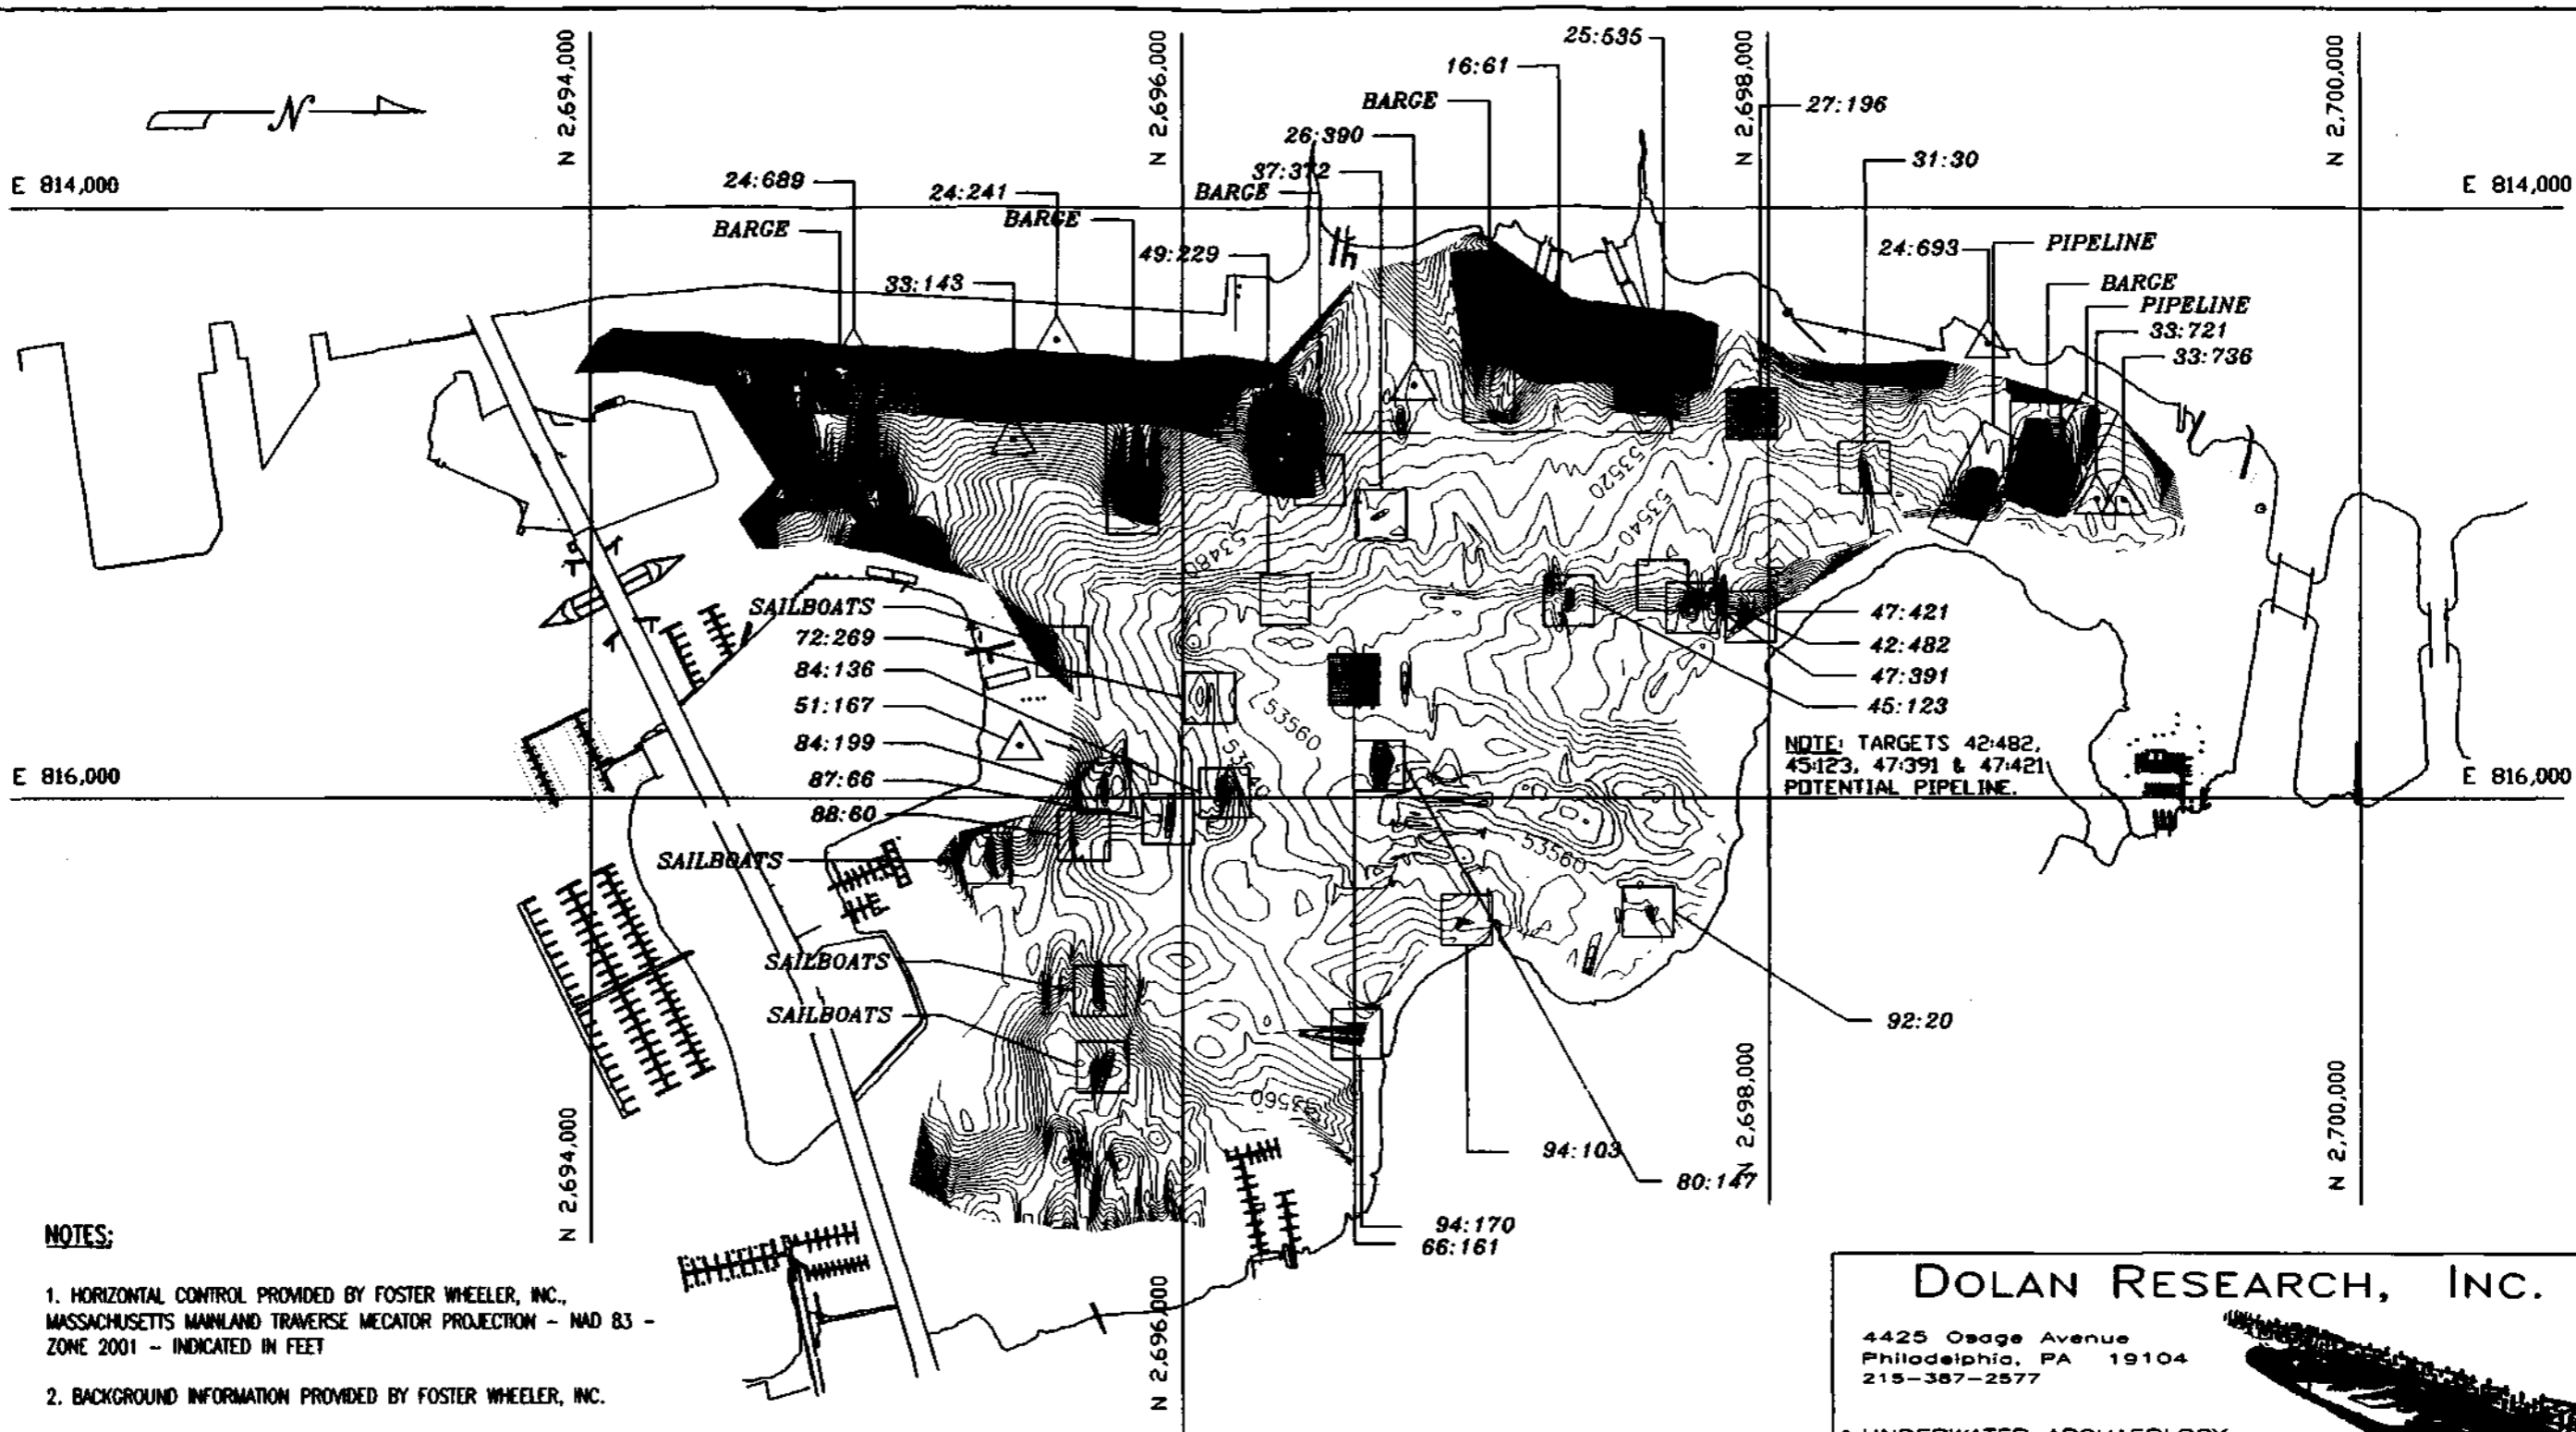 N 2,694,000
N 2,696,000
N 2,698,000
N 2,700,000
N
E 814,000
E 814,000
25:535
16:61
BARGE
27:196
26:390
37:372
31:30
24:689
24:241
BARGE
BARGE
BARGE
24:693
PIPELINE
49:229
33:143
BARGE
PIPELINE
33:721
33:736
53520
53540
53480
SAILBOATS
72:269
84:136
51:167
84:199
87:66
88:60
47:421
42:482
47:391
45:123
53560
NOTE: TARGETS 42:482,
45:123, 47:391 & 47:421
POTENTIAL PIPELINE.
E 816,000
E 816,000
53560
SAILBOATS
SAILBOATS
SAILBOATS
92:20
53560
94:103
80:147
94:170
66:161
N 2,694,000
N 2,696,000
N 2,698,000
N 2,700,000
NOTES:
1. HORIZONTAL CONTROL PROVIDED BY FOSTER WHEELER, INC.,
MASSACHUSETTS MAINLAND TRAVERSE MECATOR PROJECTION - NAD 83 -
ZONE 2001 - INDICATED IN FEET
2. BACKGROUND INFORMATION PROVIDED BY FOSTER WHEELER, INC.
DOLAN RESEARCH, INC.
4425 Osage Avenue
Philadelphia, PA 19104
215-387-2577
UNDERWATER ARCHAEOLOGY